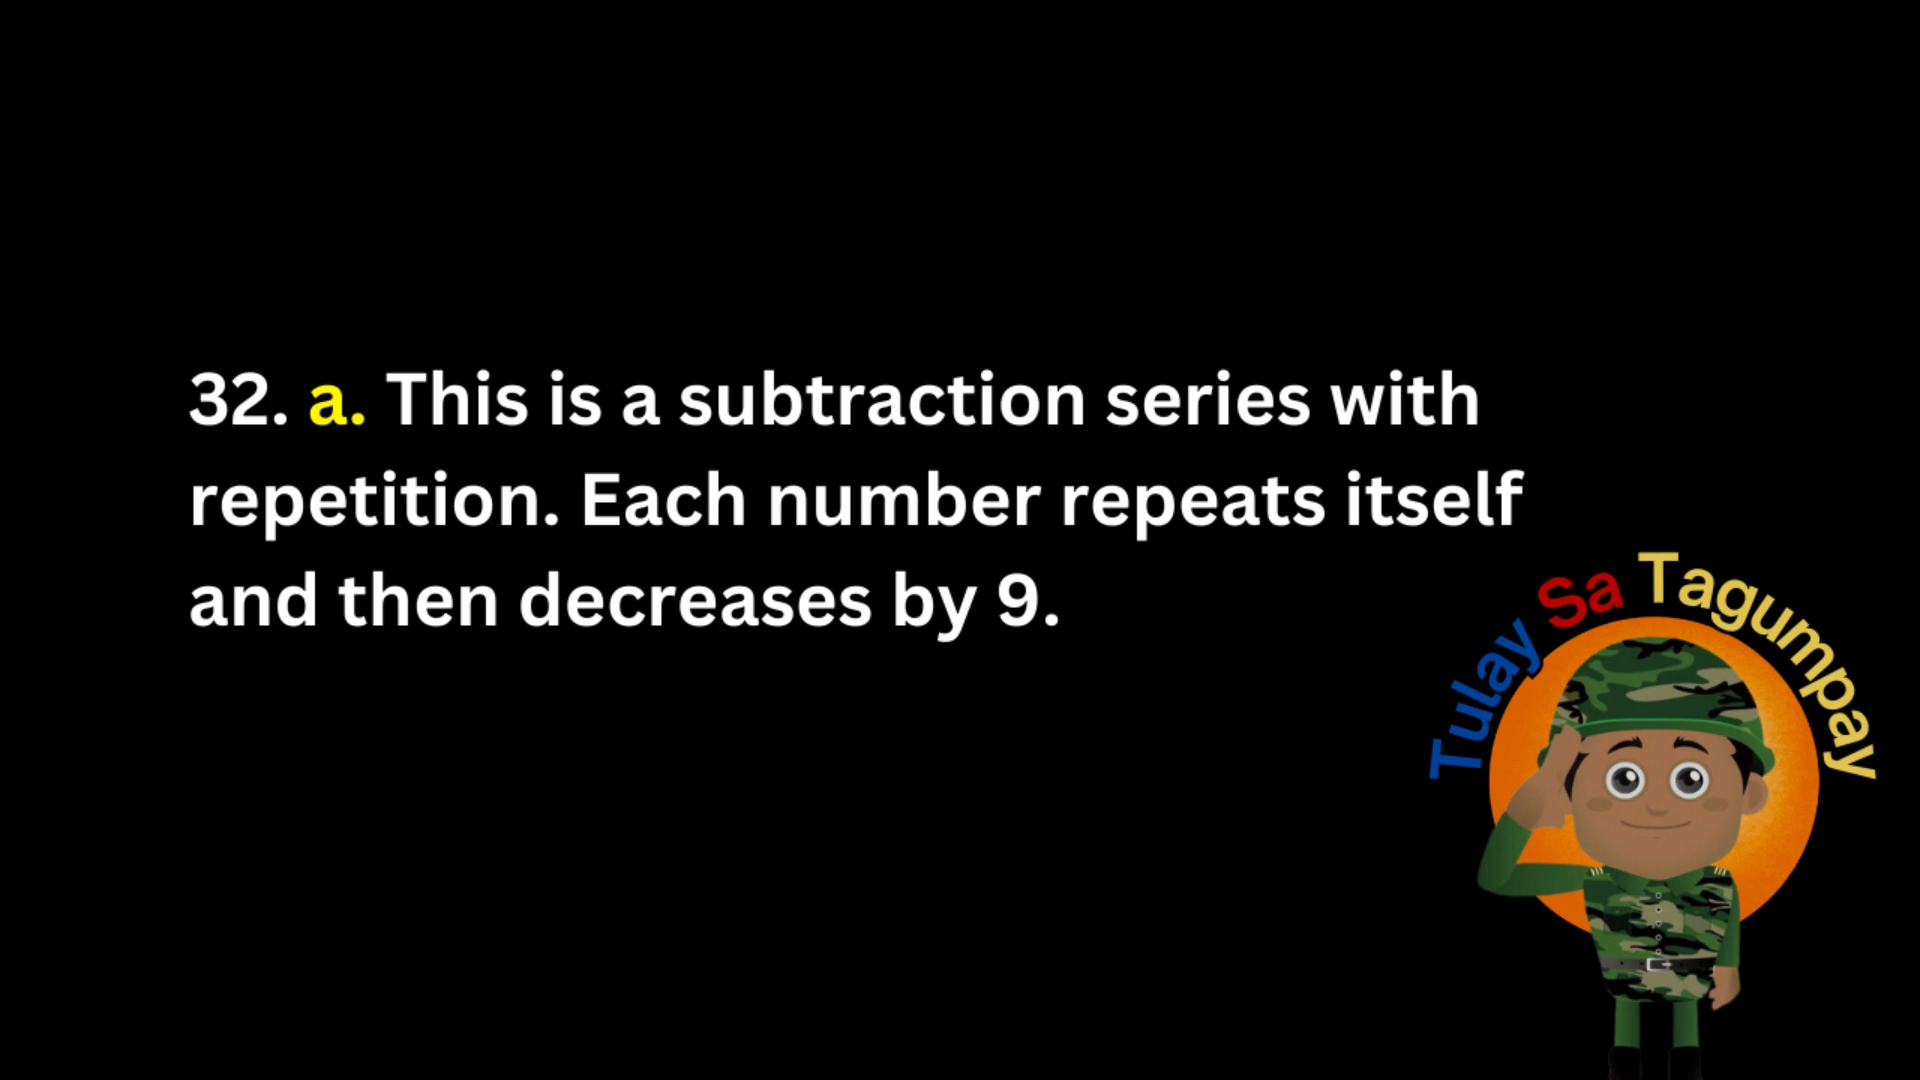 32. a. This is a subtraction series with
repetition. Each number repeats itself
and then decreases by 9.
Tulay Sa Tagumpay